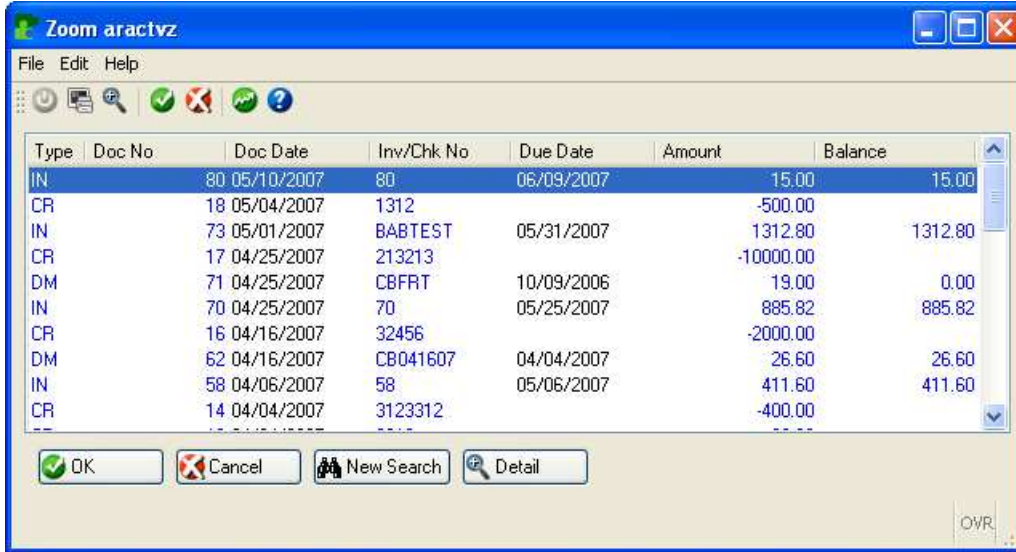 Zoom aractvz
File Edit Help
Type Doc No Doc Date Inv/Chk No Due Date Amount Balance
IN 80 05/10/2007 80 06/09/2007 15.00 15.00
CR 18 05/04/2007 1312 -500.00
IN 73 05/01/2007 BABTEST 05/31/2007 1312.80 1312.80
CR 17 04/25/2007 213213 -10000.00
DM 71 04/25/2007 CBFRT 10/09/2006 19.00 0.00
IN 70 04/25/2007 70 05/25/2007 885.82 885.82
CR 16 04/16/2007 32456 -2000.00
DM 62 04/16/2007 CB041607 04/04/2007 26.60 26.60
IN 58 04/06/2007 58 05/06/2007 411.60 411.60
CR 14 04/04/2007 3123312 -400.00
OK Cancel New Search Detail
OVR